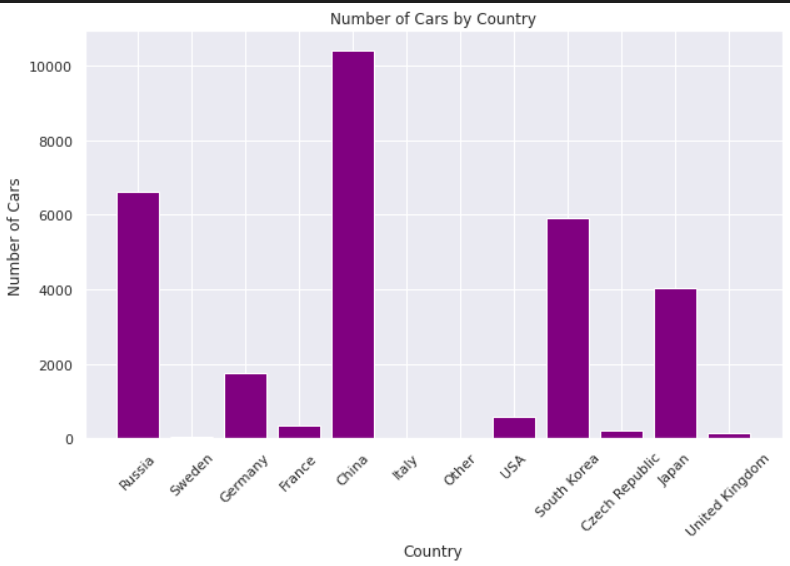 Number of Cars by Country
10000
8000
6000
4000
2000
0
Number of Cars
Russia
Sweden
Germany
France
China
Italy
Other
USA
South Korea
Czech Republic
Japan
United Kingdom
Country